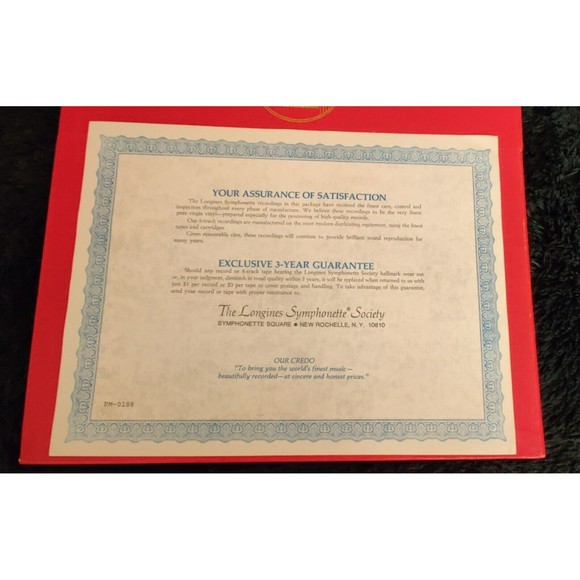 YOUR ASSURANCE OF SATISFACTION
The Longines Symphonette recordings in this package have received the finest care, control and
inspection throughout every phase of manufacture. We believe these recordings to be the very finest
pure virgin vinyl—prepared especially for the pressing of high quality records.
Our 8-track recordings are manufactured on the most modern duplicating equipment, using the finest
tapes and cartridges.
Given reasonable care, these recordings will continue to provide brilliant sound reproduction for
many years.
EXCLUSIVE 3-YEAR GUARANTEE
Should any record or 8-track tape bearing the Longines Symphonette Society hallmark wear out
or, in your judgment, diminish in tonal quality within 3 years, it will be replaced when returned to us with
just $1 per record or $2 per tape to cover postage and handling. To take advantage of this guarantee,
send your record or tape with proper remittance to.
The Longines Symphonette® Society
SYMPHONETTE SQUARE • NEW ROCHELLE, N.Y. 10810
OUR CREDO
"To bring you the world's finest music—
beautifully recorded—at sincere and honest prices."
PM-0188